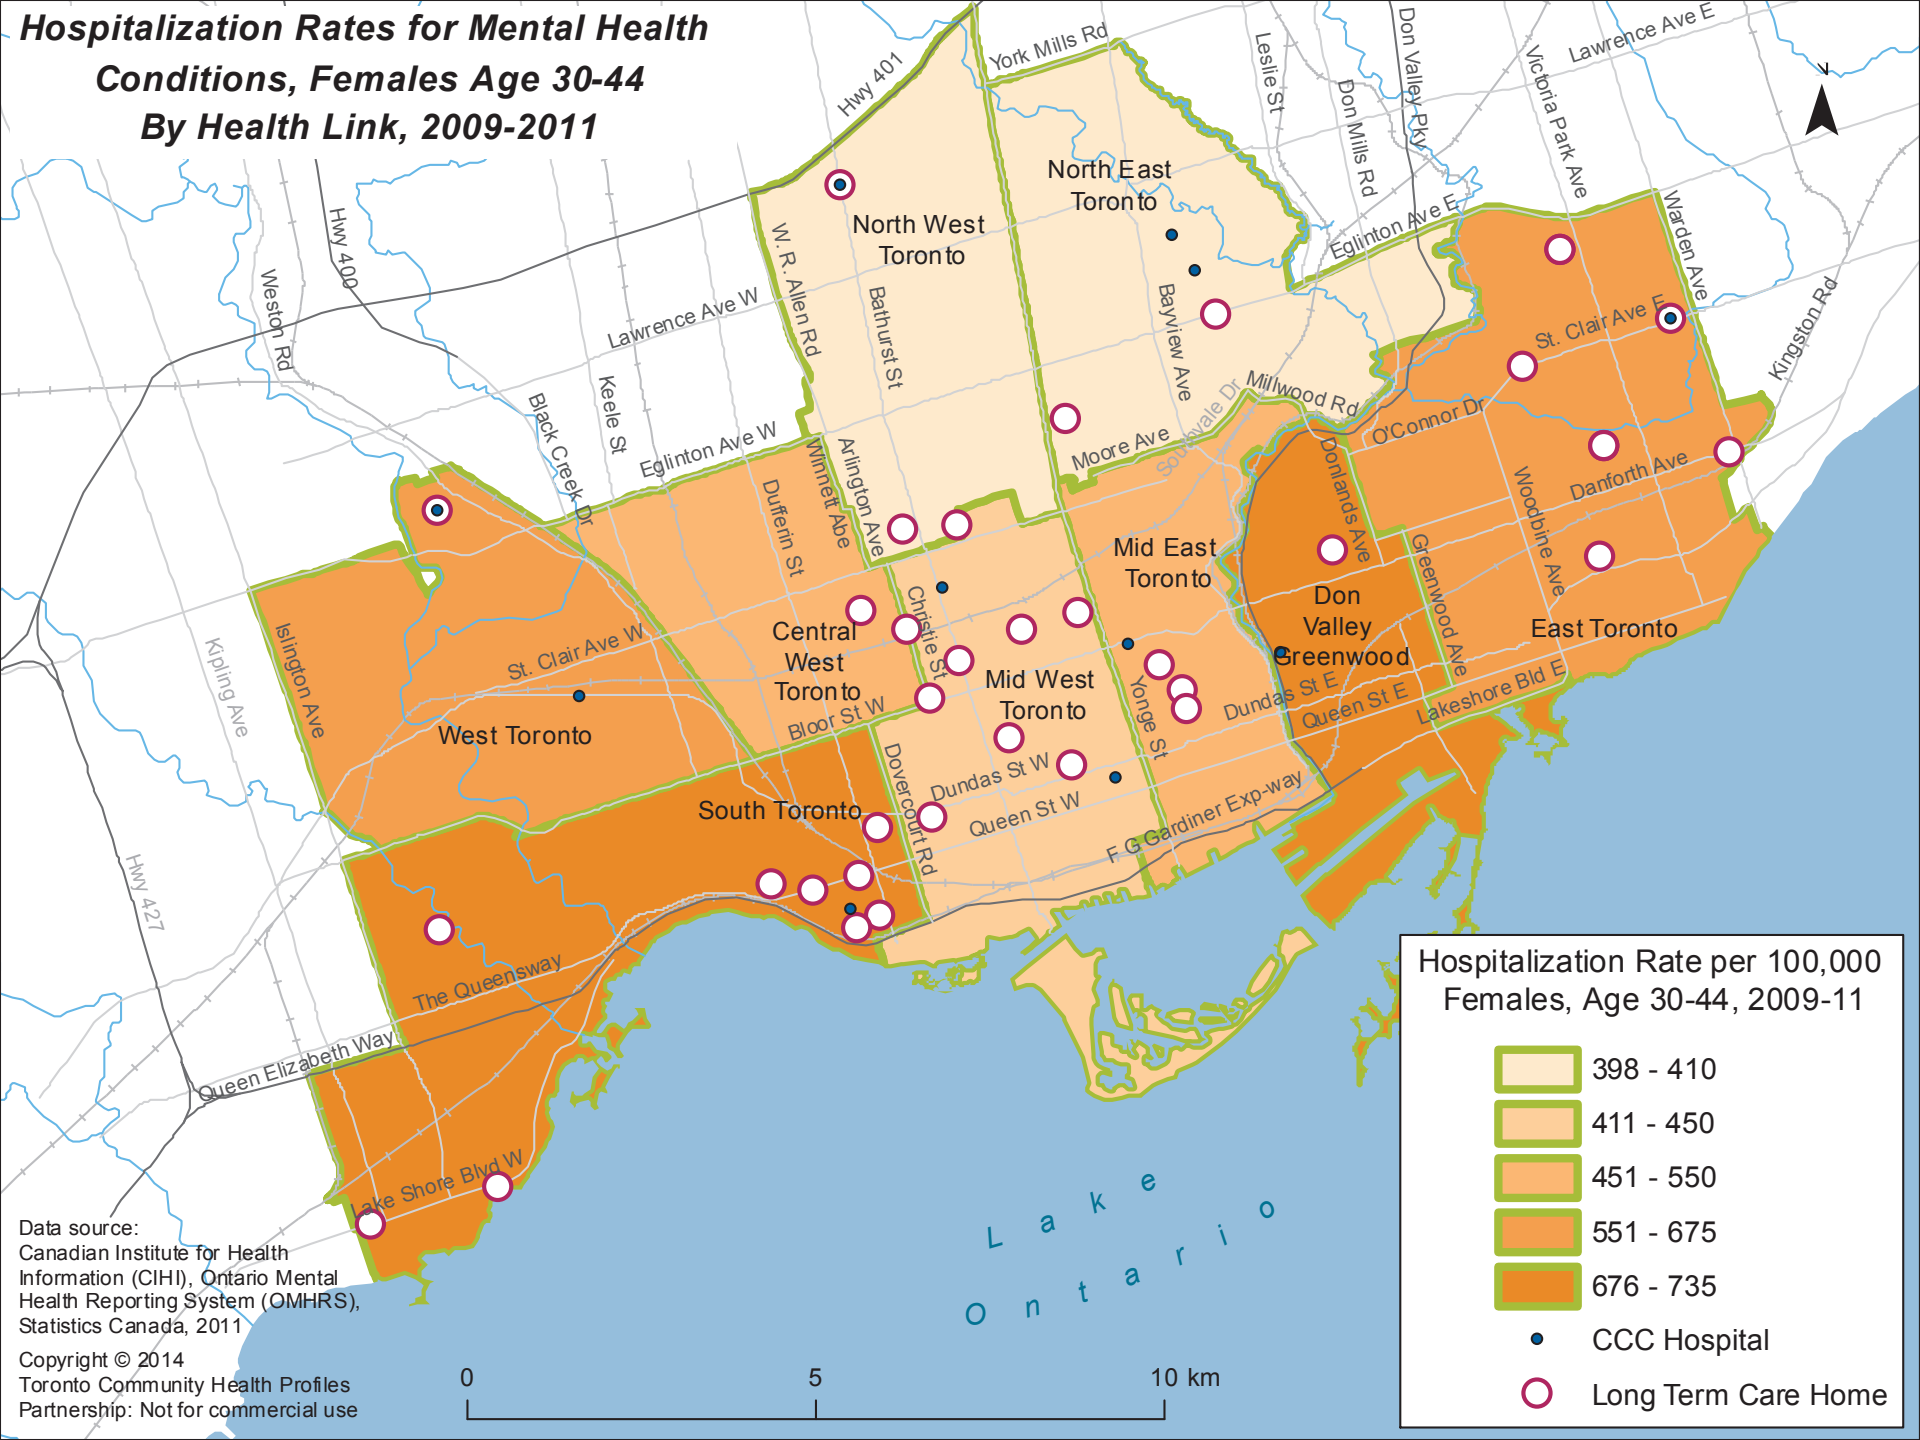 Hospitalization Rates for Mental Health
Conditions, Females Age 30-44
By Health Link, 2009-2011
Hwy 401
York Mills Rd
Leslie St
Don Mills Rd
Don Valley Pky
Victoria Park Ave
Lawrence Ave E
N
North East
Toronto
North West
Toronto
Hwy 400
Weston Rd
W. R. Allen Rd
Bathurst St
Bayview Ave
Eglinton Ave E
Warden Ave
Kingston Rd
Lawrence Ave W
St. Clair Ave E
Black Creek Dr
Keele St
Eglinton Ave W
Winnett Abe
Arlington Ave
Dufferin St
Moore Ave
Southvale Dr
Millwood Rd
O'Connor Dr
Donlands Ave
Danforth Ave
Woodbine Ave
Greenwood Ave
Mid East
Toronto
Don
Valley
Greenwood
East Toronto
Kipling Ave
Islington Ave
St. Clair Ave W
Central
West
Toronto
Christie St
Mid West
Toronto
Yonge St
Bloor St W
West Toronto
Dundas St E
Queen St E
Lakeshore Bld E
South Toronto
Dovercourt Rd
Dundas St W
Queen St W
F G Gardiner Exp-way
Hwy 427
The Queensway
Queen Elizabeth Way
Lake Shore Blvd W
Lake
Ontario
Hospitalization Rate per 100,000
Females, Age 30-44, 2009-11
398 - 410
411 - 450
451 - 550
551 - 675
676 - 735
CCC Hospital
Long Term Care Home
Data source:
Canadian Institute for Health
Information (CIHI), Ontario Mental
Health Reporting System (OMHRS),
Statistics Canada, 2011
Copyright © 2014
Toronto Community Health Profiles
Partnership: Not for commercial use
0 5 10 km